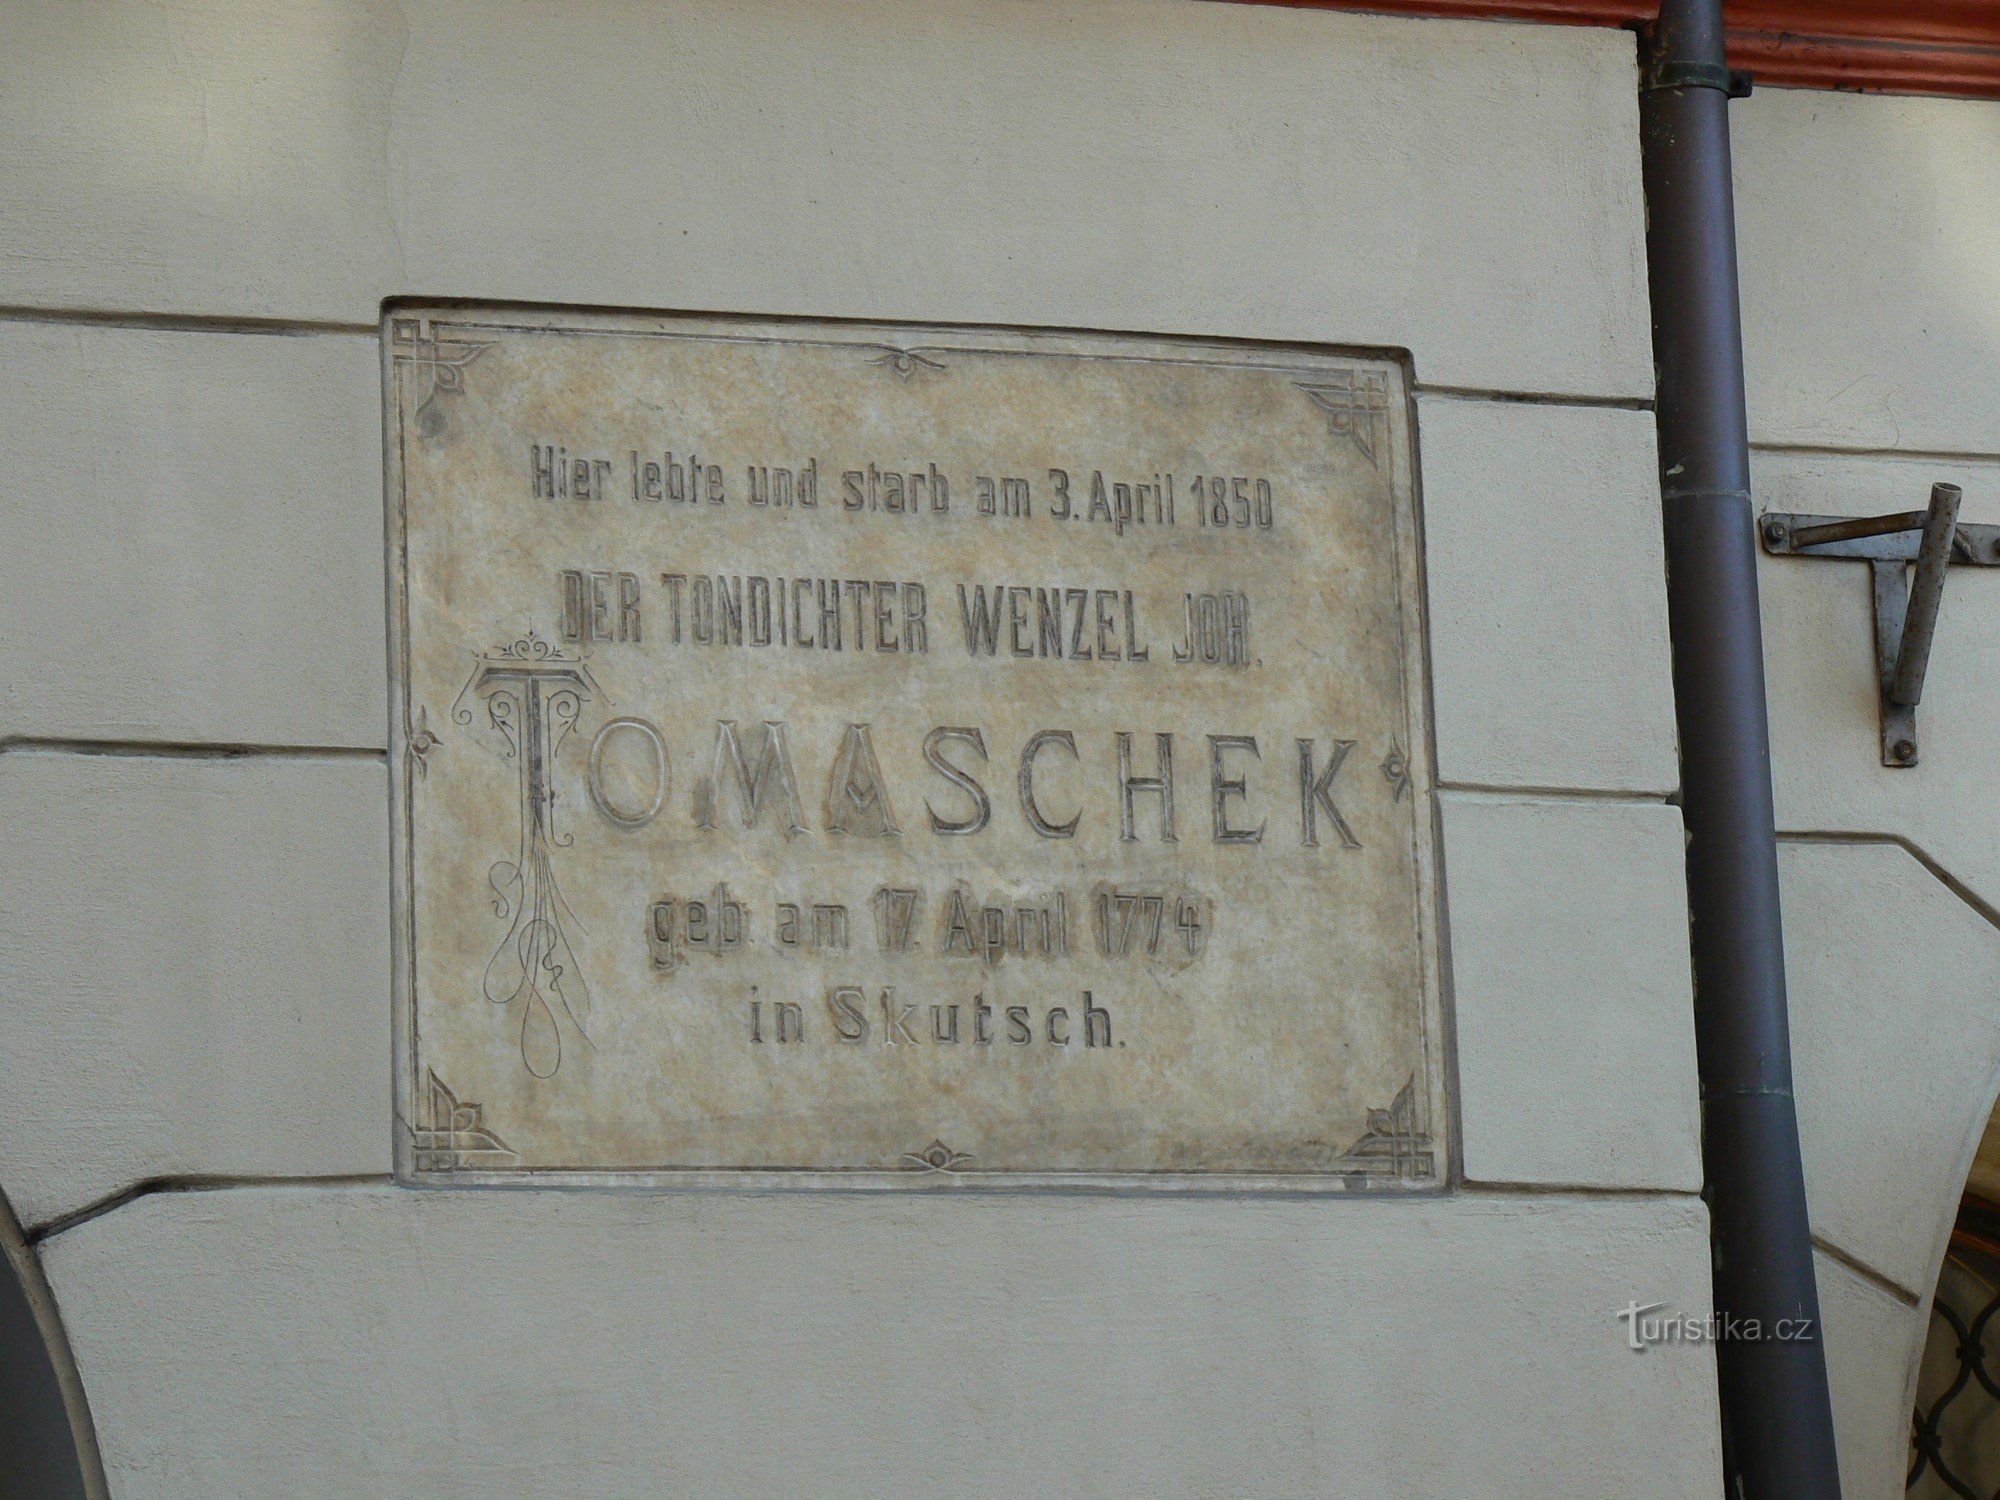 Hier lebte und starb am 3. April 1850
DER TONDICHTER WENZEL JOH.
TOMASCHEK
geb. am 17. April 1774
in Skutsch.
Turistika.cz